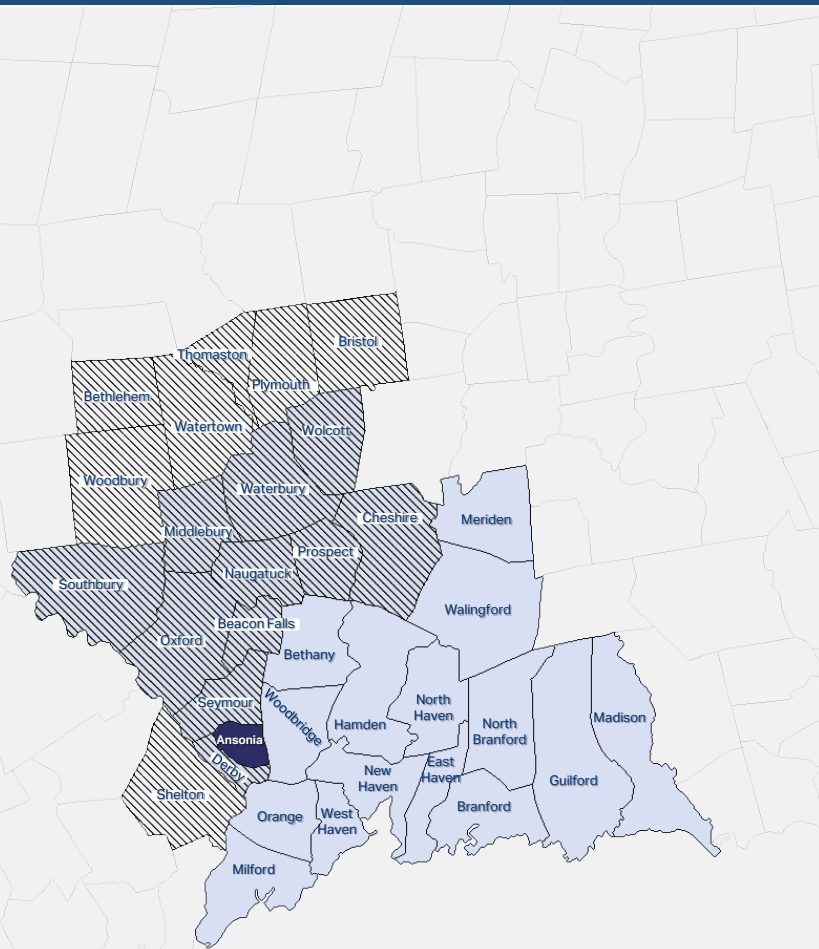 Bristol
Thomaston
Plymouth
Bethlehem
Watertown
Wolcott
Woodbury
Waterbury
Cheshire
Meriden
Middlebury
Prospect
Naugatuck
Southbury
Walingford
Beacon Falls
Oxford
Bethany
Seymour
Woodbridge
North
Haven
Hamden
Madison
North
Branford
Ansonia
Derby
East
Haven
New
Haven
Guilford
Shelton
Branford
Orange
West
Haven
Milford